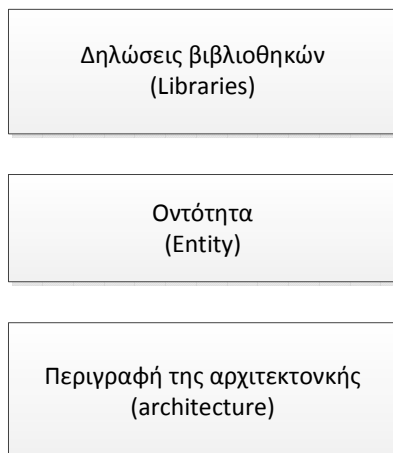 Δηλώσεις βιβλιοθηκών
(Libraries)
Οντότητα
(Entity)
Περιγραφή της αρχιτεκτονκής
(architecture)